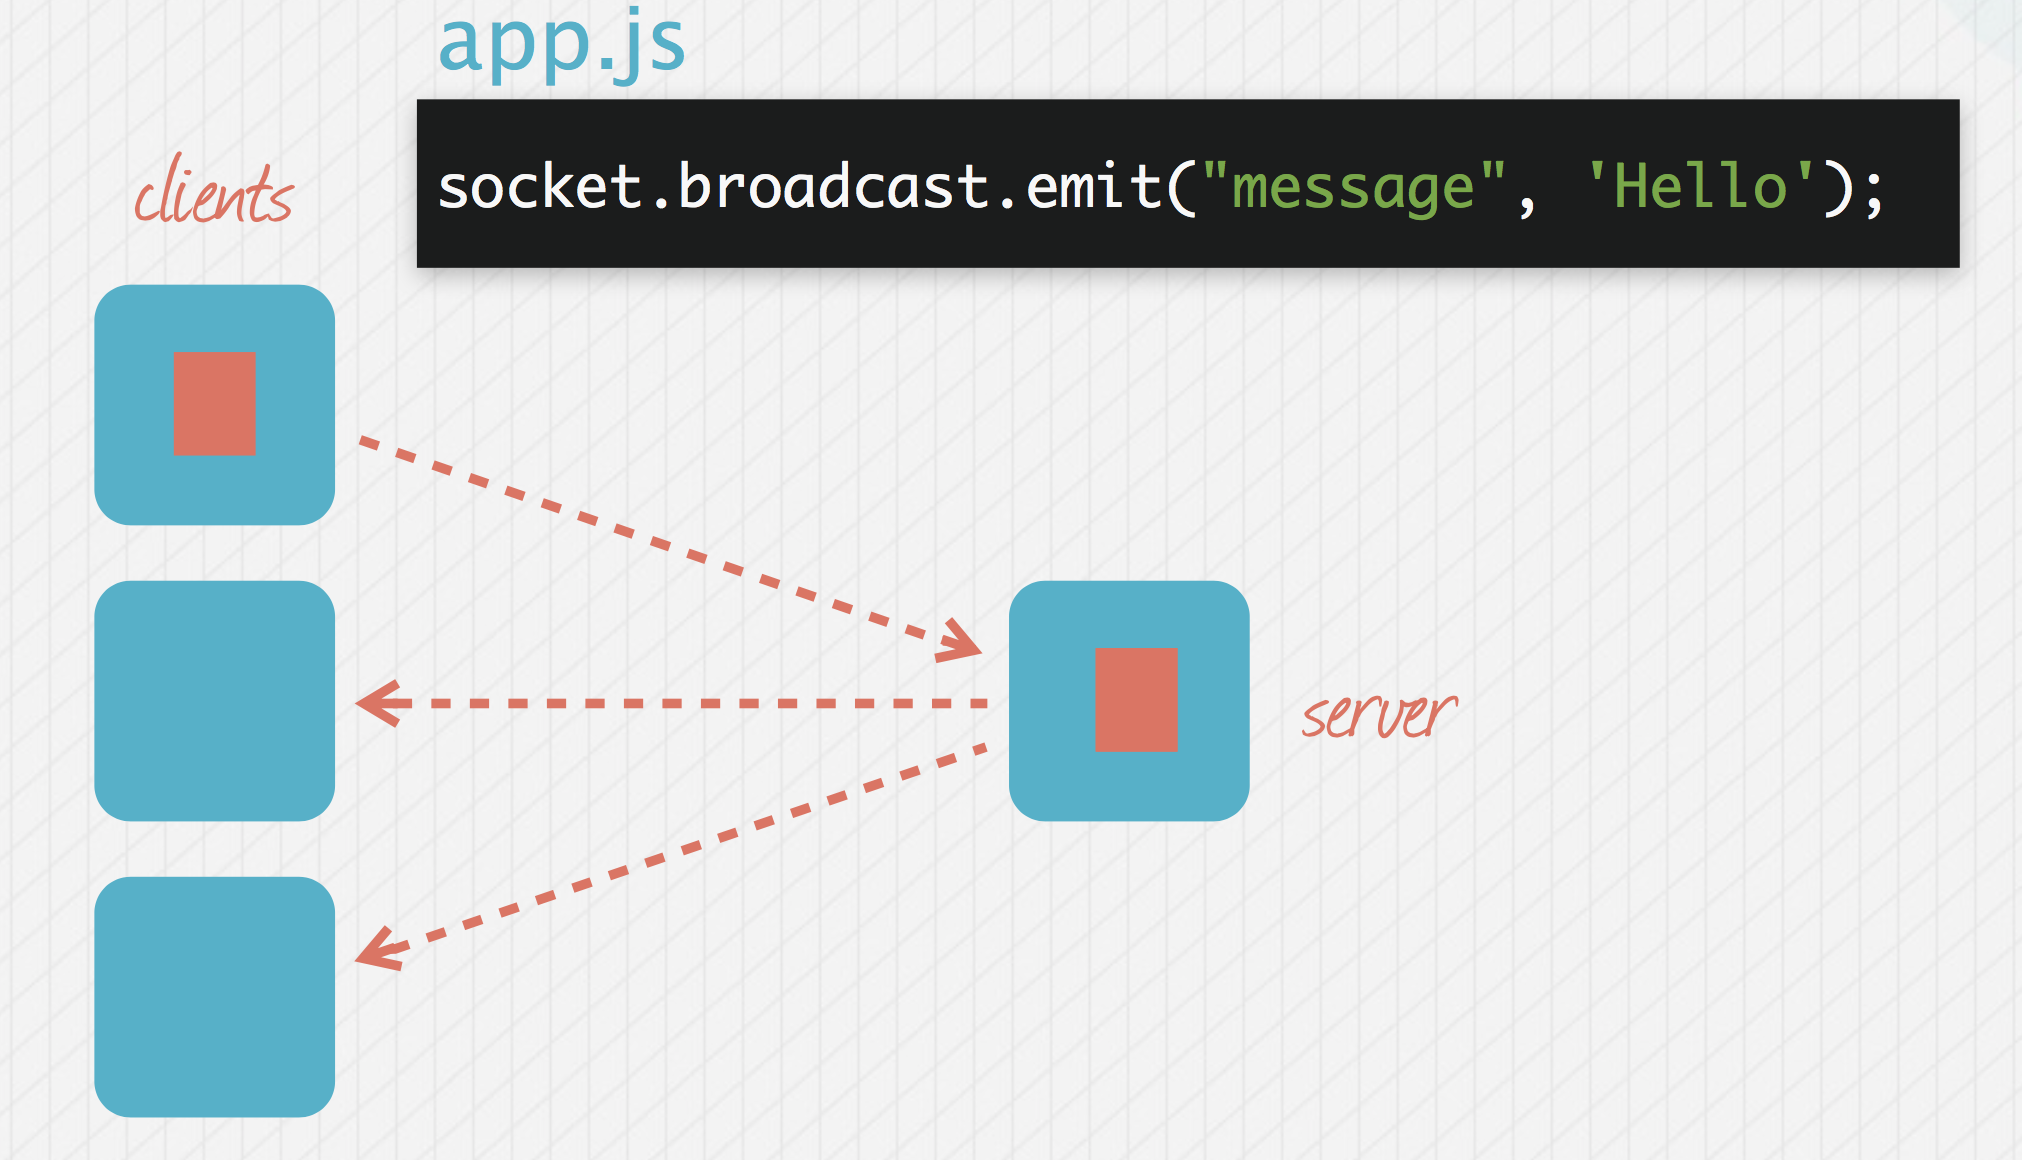 app.js
socket.broadcast.emit("message", 'Hello');
clients
server